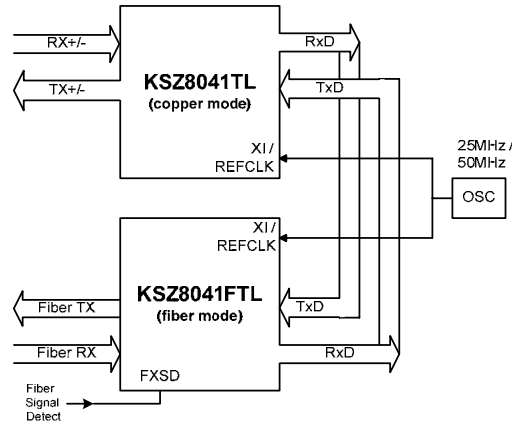 RX+/-
TX+/-
KSZ8041TL
(copper mode)
RxD
TxD
XI /
REFCLK
25MHz /
50MHz
OSC
XI /
REFCLK
KSZ8041FTL
(fiber mode)
Fiber TX
Fiber RX
TxD
RxD
FXSD
Fiber
Signal
Detect